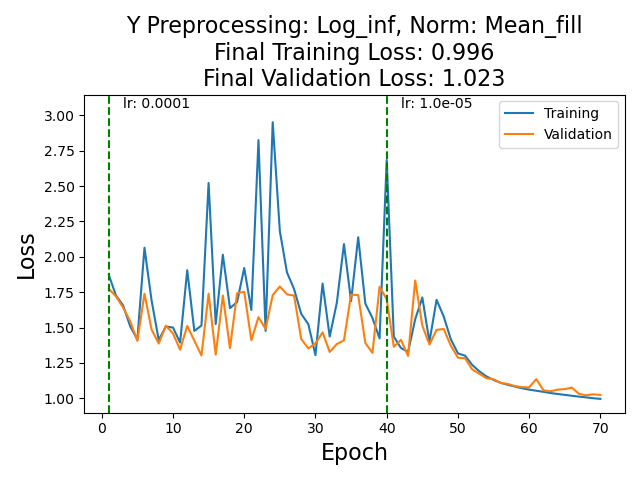 Y Preprocessing: Log_inf, Norm: Mean_fill
Final Training Loss: 0.996
Final Validation Loss: 1.023
lr: 0.0001
lr: 1.0e-05
Training
Validation
3.00
2.75
2.50
2.25
2.00
1.75
1.50
1.25
1.00
Loss
0
10
20
30
40
50
60
70
Epoch